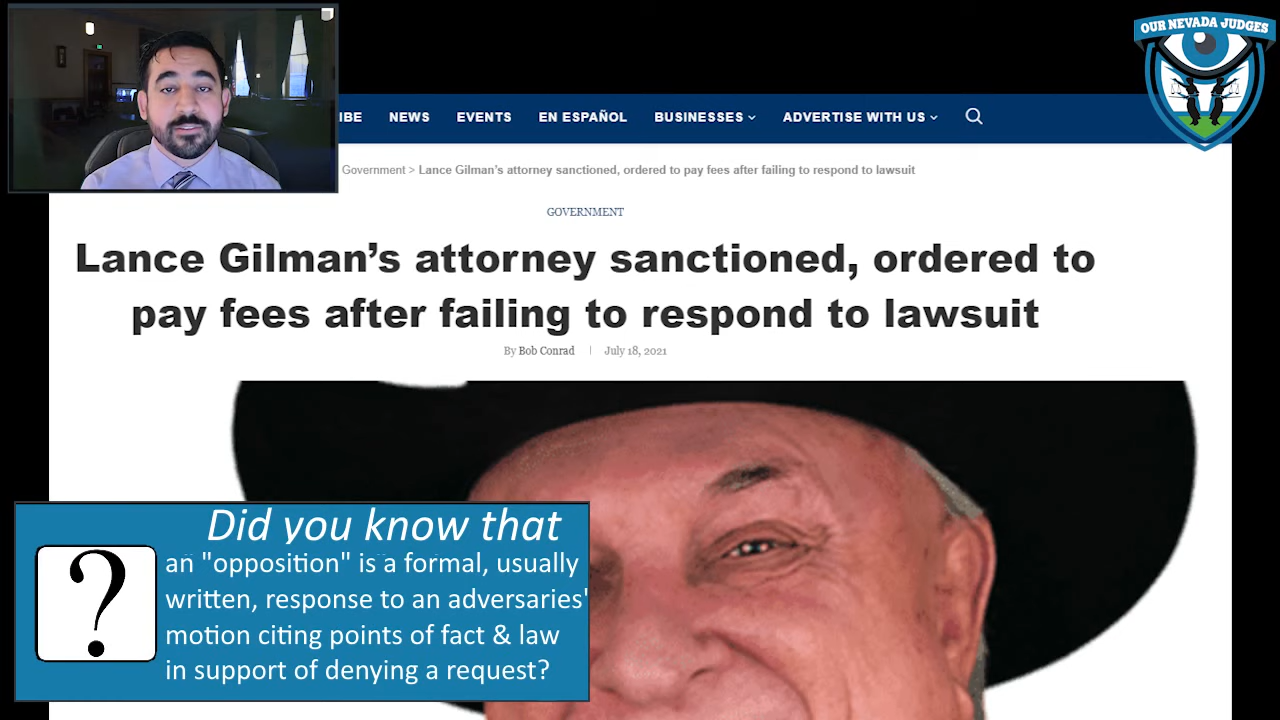 OUR NEVADA JUDGES
IBE NEWS EVENTS EN ESPAÑOL BUSINESSES ADVERTISE WITH US
Government > Lance Gilman’s attorney sanctioned, ordered to pay fees after failing to respond to lawsuit
GOVERNMENT
Lance Gilman’s attorney sanctioned, ordered to
pay fees after failing to respond to lawsuit
By Bob Conrad | July 18, 2021
Did you know that
?
an "opposition" is a formal, usually
written, response to an adversaries'
motion citing points of fact & law
in support of denying a request?